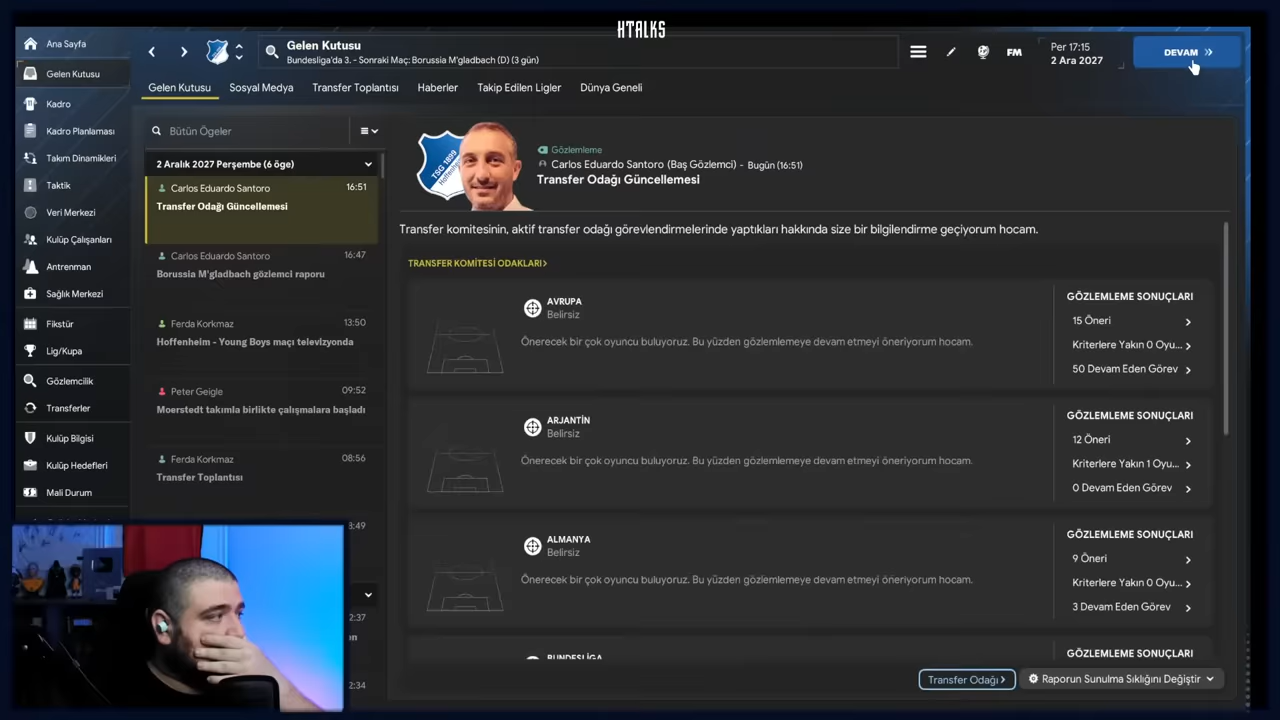 HTALKS
Ana Sayfa
Gelen Kutusu
Kadro
Kadro Planlaması
Takım Dinamikleri
Taktik
Veri Merkezi
Kulüp Çalışanları
Antrenman
Sağlık Merkezi
Fikstür
Lig/Kupa
Gözlemcilik
Transferler
Kulüp Bilgisi
Kulüp Hedefleri
Mali Durum
Gelen Kutusu
Bundesliga'da 3. - Sonraki Maç: Borussia M'gladbach (D) (3 gün)
FM
Per 17:15
2 Ara 2027
DEVAM
Gelen Kutusu
Sosyal Medya
Transfer Toplantısı
Haberler
Takip Edilen Ligler
Dünya Geneli
Bütün Ögeler
2 Aralık 2027 Perşembe (6 öge)
Carlos Eduardo Santoro 16:51
Transfer Odağı Güncellemesi
Carlos Eduardo Santoro 16:47
Borussia M'gladbach gözlemci raporu
Ferda Korkmaz 13:50
Hoffenheim - Young Boys maçı televizyonda
Peter Geigle 09:52
Moerstedt takımla birlikte çalışmalara başladı
Ferda Korkmaz 08:56
Transfer Toplantısı
3:49
2:37
2:34
TSG 1899
Gözlemleme
Carlos Eduardo Santoro (Baş Gözlemci) - Bugün (16:51)
Transfer Odağı Güncellemesi
Transfer komitesinin, aktif transfer odağı görevlendirmelerinde yaptıkları hakkında size bir bilgilendirme geçiyorum hocam.
TRANSFER KOMİTESİ ODAKLARI>
AVRUPA
Belirsiz
Önerecek bir çok oyuncu buluyoruz. Bu yüzden gözlemlemeye devam etmeyi öneriyorum hocam.
GÖZLEMLEME SONUÇLARI
15 Öneri
Kriterlere Yakın 0 Oyu...
50 Devam Eden Görev
ARJANTİN
Belirsiz
Önerecek bir çok oyuncu buluyoruz. Bu yüzden gözlemlemeye devam etmeyi öneriyorum hocam.
GÖZLEMLEME SONUÇLARI
12 Öneri
Kriterlere Yakın 1 Oyu...
0 Devam Eden Görev
ALMANYA
Belirsiz
Önerecek bir çok oyuncu buluyoruz. Bu yüzden gözlemlemeye devam etmeyi öneriyorum hocam.
GÖZLEMLEME SONUÇLARI
9 Öneri
Kriterlere Yakın 0 Oyu...
3 Devam Eden Görev
BUNDESLİGA
GÖZLEMLEME SONUÇLARI
Transfer Odağı>
Raporun Sunulma Sıklığını Değiştir